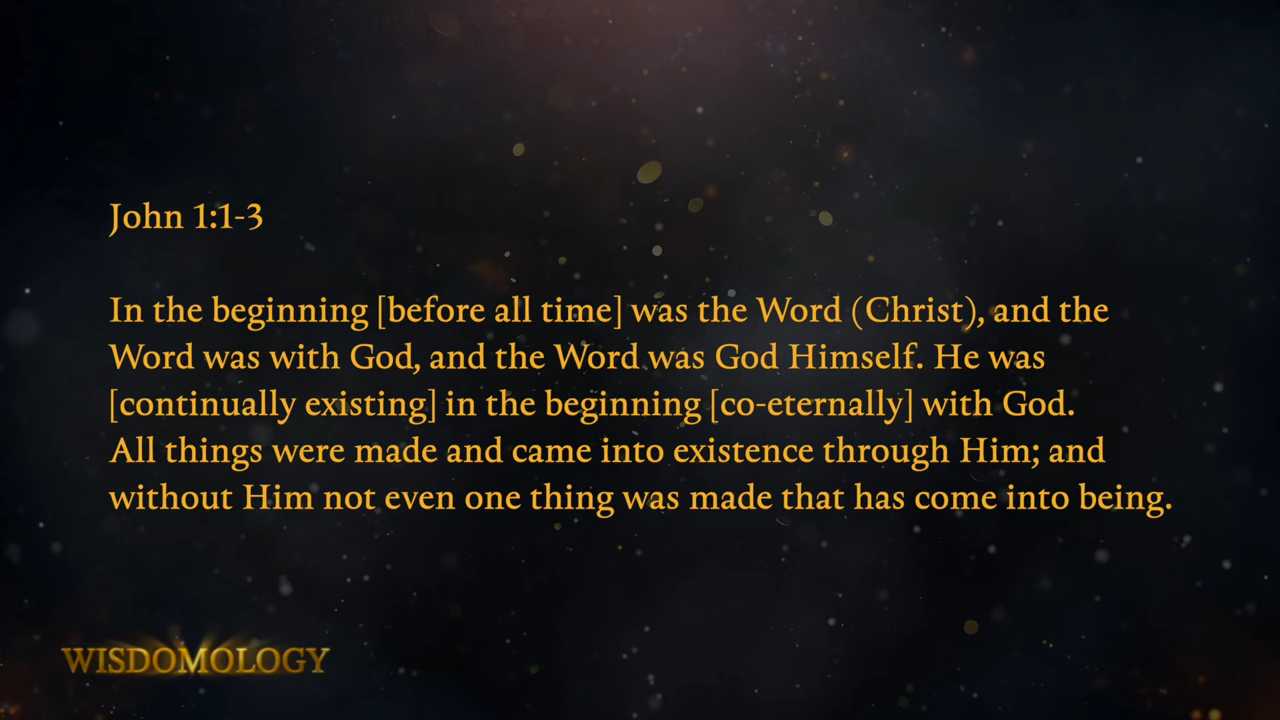 John 1:1-3
In the beginning [before all time] was the Word (Christ), and the
Word was with God, and the Word was God Himself. He was
[continually existing] in the beginning [co-eternally] with God.
All things were made and came into existence through Him; and
without Him not even one thing was made that has come into being.
WISDOMOLOGY